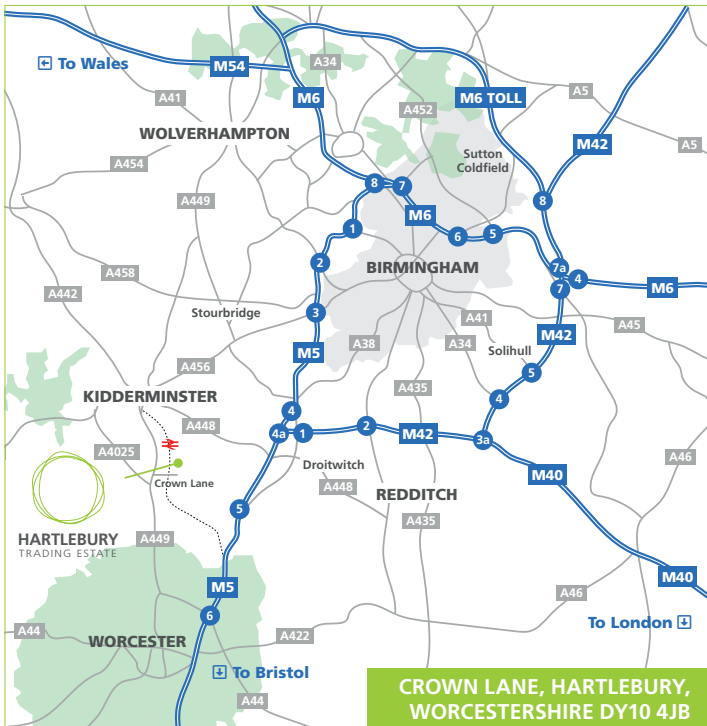 To Wales
M54
A34
M6
A452
M6 TOLL
A5
A41
WOLVERHAMPTON
M42
A5
Sutton
Coldfield
A454
8
7
A449
8
M6
1
6
5
2
BIRMINGHAM
7a
4
A458
7
M6
A442
Stourbridge
3
A41
A45
M42
M5
A38
A34
Solihull
A456
5
A435
KIDDERMINSTER
4
4
A448
4a
1
2
M42
3a
A4025
A46
Droitwitch
M40
Crown Lane
A448
REDDITCH
5
A435
HARTLEBURY
TRADING ESTATE
A449
M40
M5
A46
6
To London
A44
WORCESTER
A422
To Bristol
A44
CROWN LANE, HARTLEBURY,
WORCESTERSHIRE DY10 4JB